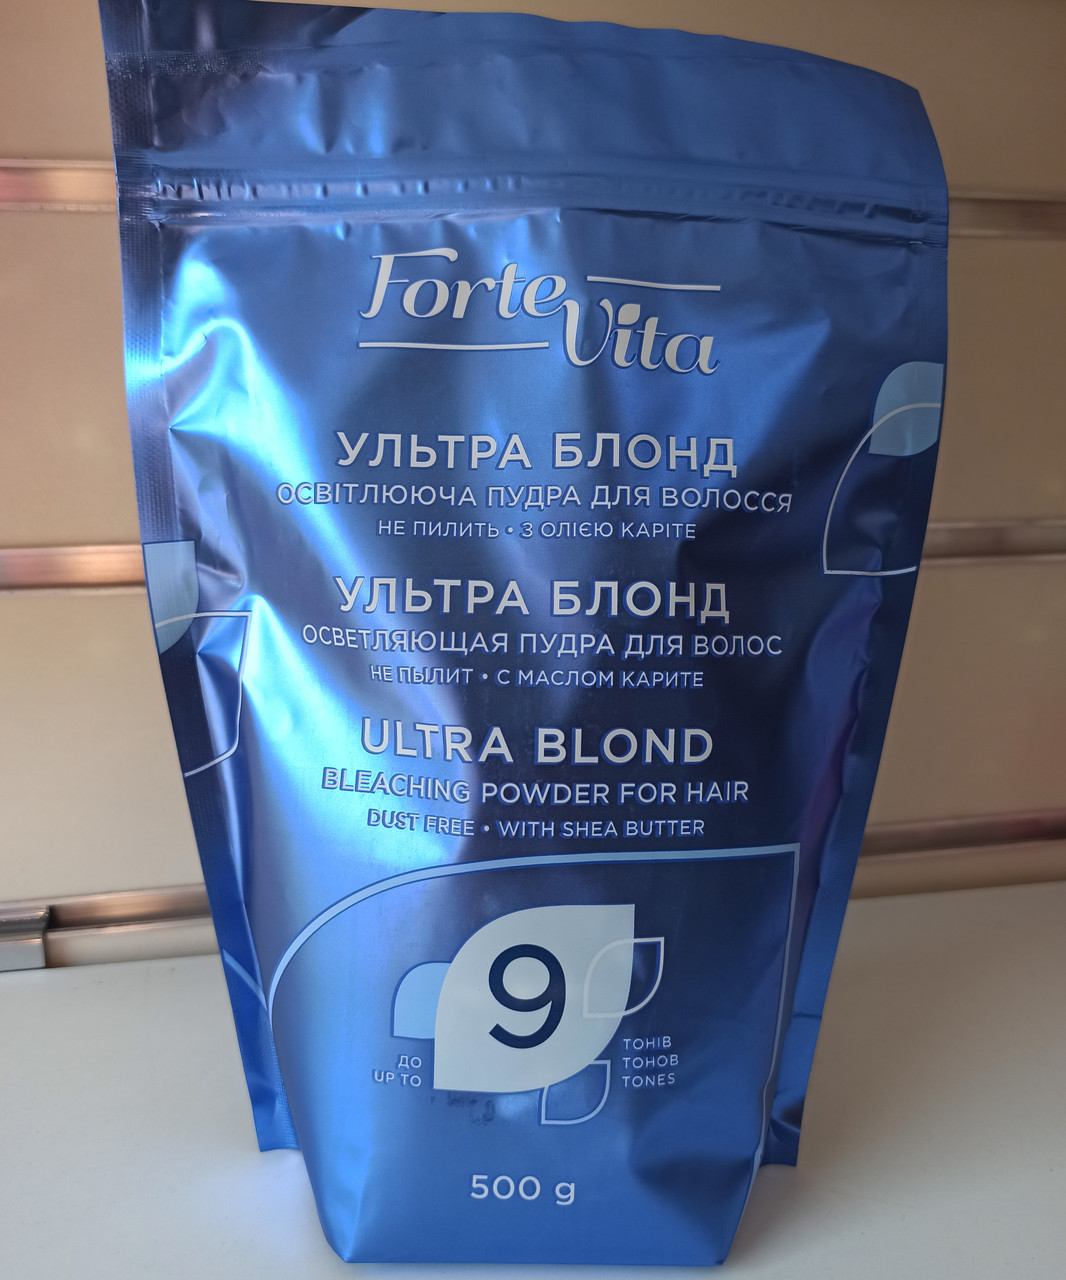 Forte Vita
УЛЬТРА БЛОНД
ОСВІТЛЮЮЧА ПУДРА ДЛЯ ВОЛОССЯ
НЕ ПИЛИТЬ • З ОЛІЄЮ КАРІТЕ
УЛЬТРА БЛОНД
ОСВЕТЛЯЮЩАЯ ПУДРА ДЛЯ ВОЛОС
НЕ ПЫЛИТ • С МАСЛОМ КАРИТЕ
ULTRA BLOND
BLEACHING POWDER FOR HAIR
DUST FREE • WITH SHEA BUTTER
ДО
UP TO
9
ТОНІВ
ТОНОВ
TONES
500 g